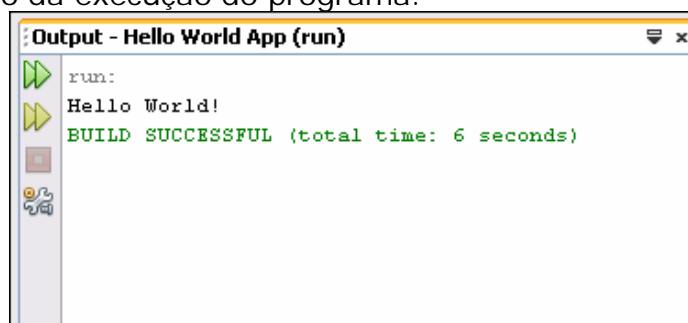 o da execução do programa:
Output - Hello World App (run)
run:
Hello World!
BUILD SUCCESSFUL (total time: 6 seconds)